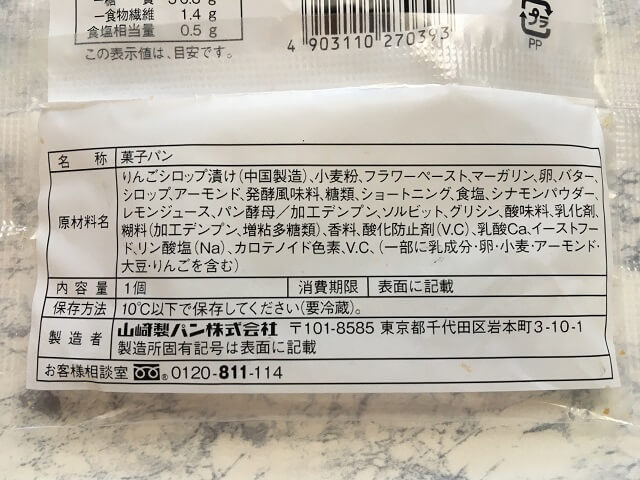 食物繊維 1.4 g
食塩相当量 0.5 g
この表示値は、目安です。
4 903110 270393
プラ
PP
名 称 菓子パン
原材料名 りんごシロップ漬け(中国製造)、小麦粉、フラワーペースト、マーガリン、卵、バター、
シロップ、アーモンド、発酵風味料、糖類、ショートニング、食塩、シナモンパウダー、
レモンジュース、パン酵母/加工デンプン、ソルビット、グリシン、酸味料、乳化剤、
糊料(加工デンプン、増粘多糖類)、香料、酸化防止剤(V.C)、乳酸Ca、イーストフー
ド、リン酸塩(Na)、カロテノイド色素、V.C、(一部に乳成分・卵・小麦・アーモンド・
大豆・りんごを含む)
内容量 1個 消費期限 表面に記載
保存方法 10℃以下で保存してください(要冷蔵)。
製造者 山崎製パン株式会社 〒101-8585 東京都千代田区岩本町3-10-1
製造所固有記号は表面に記載
お客様相談室 0120-811-114